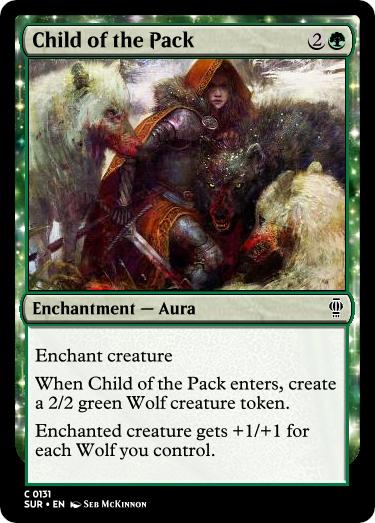 Child of the Pack 2
Enchantment — Aura
Enchant creature
When Child of the Pack enters, create
a 2/2 green Wolf creature token.
Enchanted creature gets +1/+1 for
each Wolf you control.
C 0131
SUR • EN Seb McKinnon